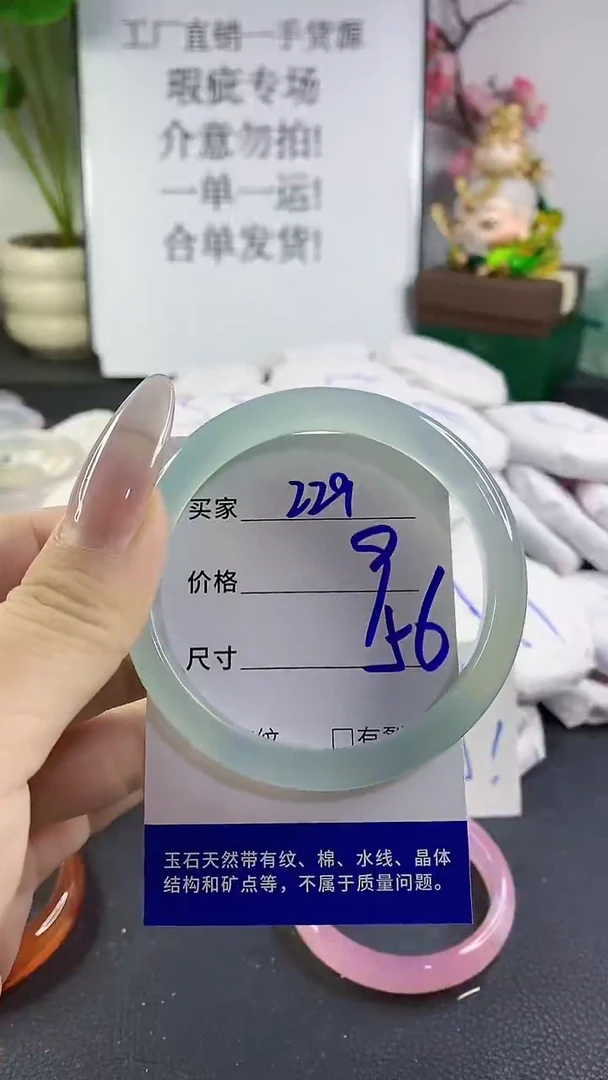 工厂直销一手货源
瑕疵专场
介意勿拍!
一单一运!
合单发货!
买家 229
价格
尺寸 56
纹 □有裂
玉石天然带有纹、棉、水线、晶体
结构和矿点等，不属于质量问题。